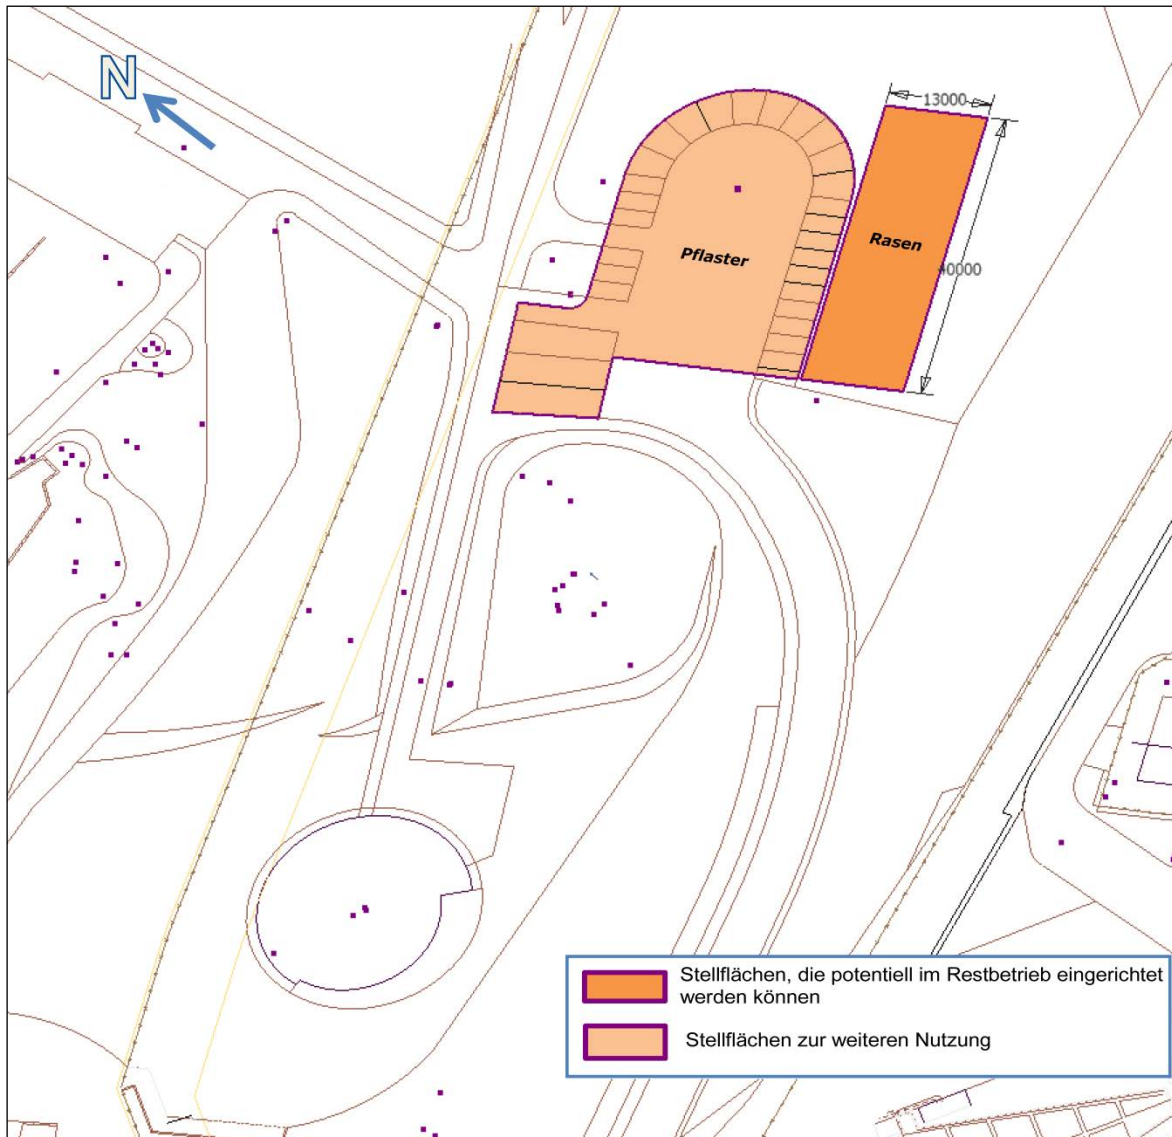 N
13000
Rasen
Pflaster
40000
Stellflächen, die potentiell im Restbetrieb eingerichtet
werden können
Stellflächen zur weiteren Nutzung